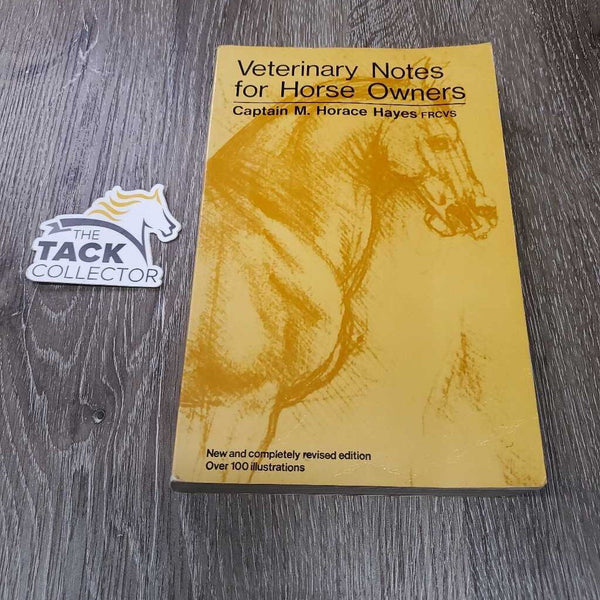 Veterinary Notes
for Horse Owners
Captain M. Horace Hayes FRCVS
THE
TACK
COLLECTOR
New and completely revised edition
Over 100 illustrations